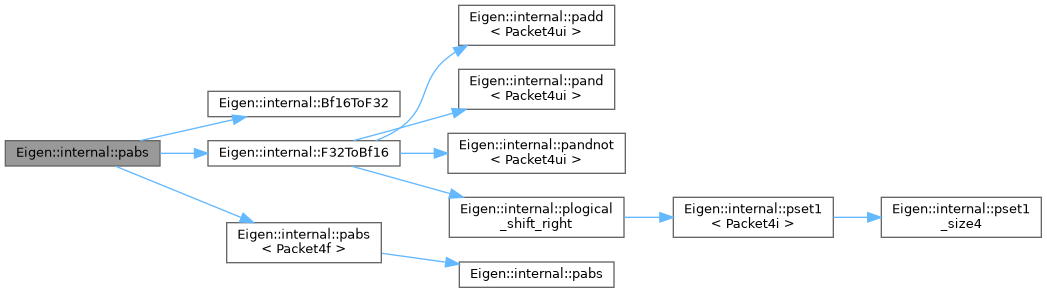 Eigen::internal::pabs
Eigen::internal::Bf16ToF32
Eigen::internal::F32ToBf16
Eigen::internal::padd
< Packet4ui >
Eigen::internal::pand
< Packet4ui >
Eigen::internal::pandnot
< Packet4ui >
Eigen::internal::plogical
_shift_right
Eigen::internal::pset1
< Packet4i >
Eigen::internal::pset1
_size4
Eigen::internal::pabs
< Packet4f >
Eigen::internal::pabs